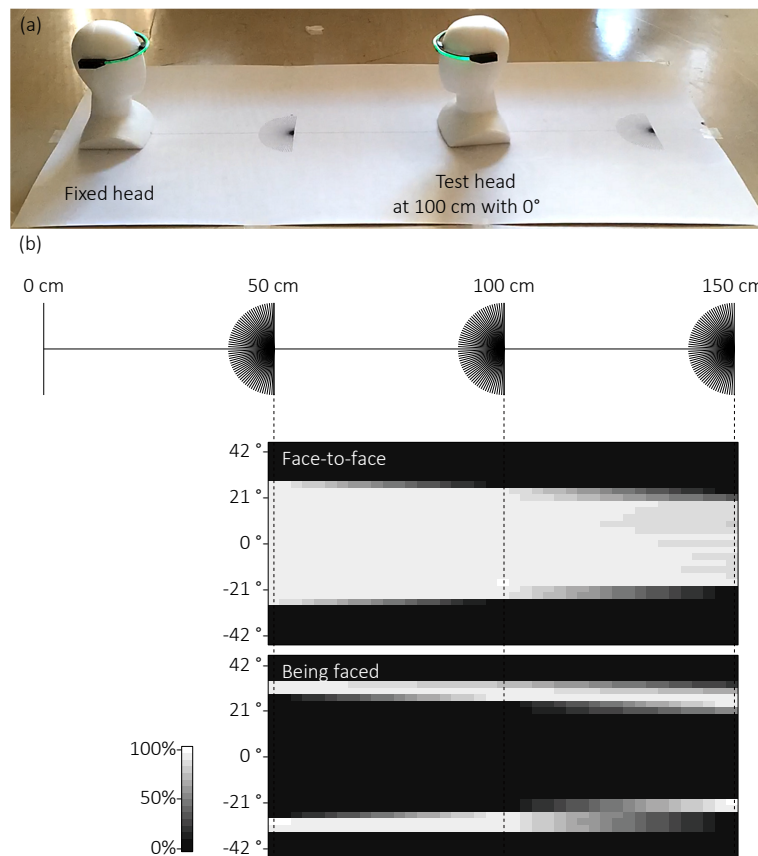 (a)
Fixed head
Test head
at 100 cm with 0°
(b)
0 cm
50 cm
100 cm
150 cm
42 °
Face-to-face
21 °
0 °
-21 °
-42 °
42 °
Being faced
21 °
0 °
-21 °
-42 °
100%
50%
0%